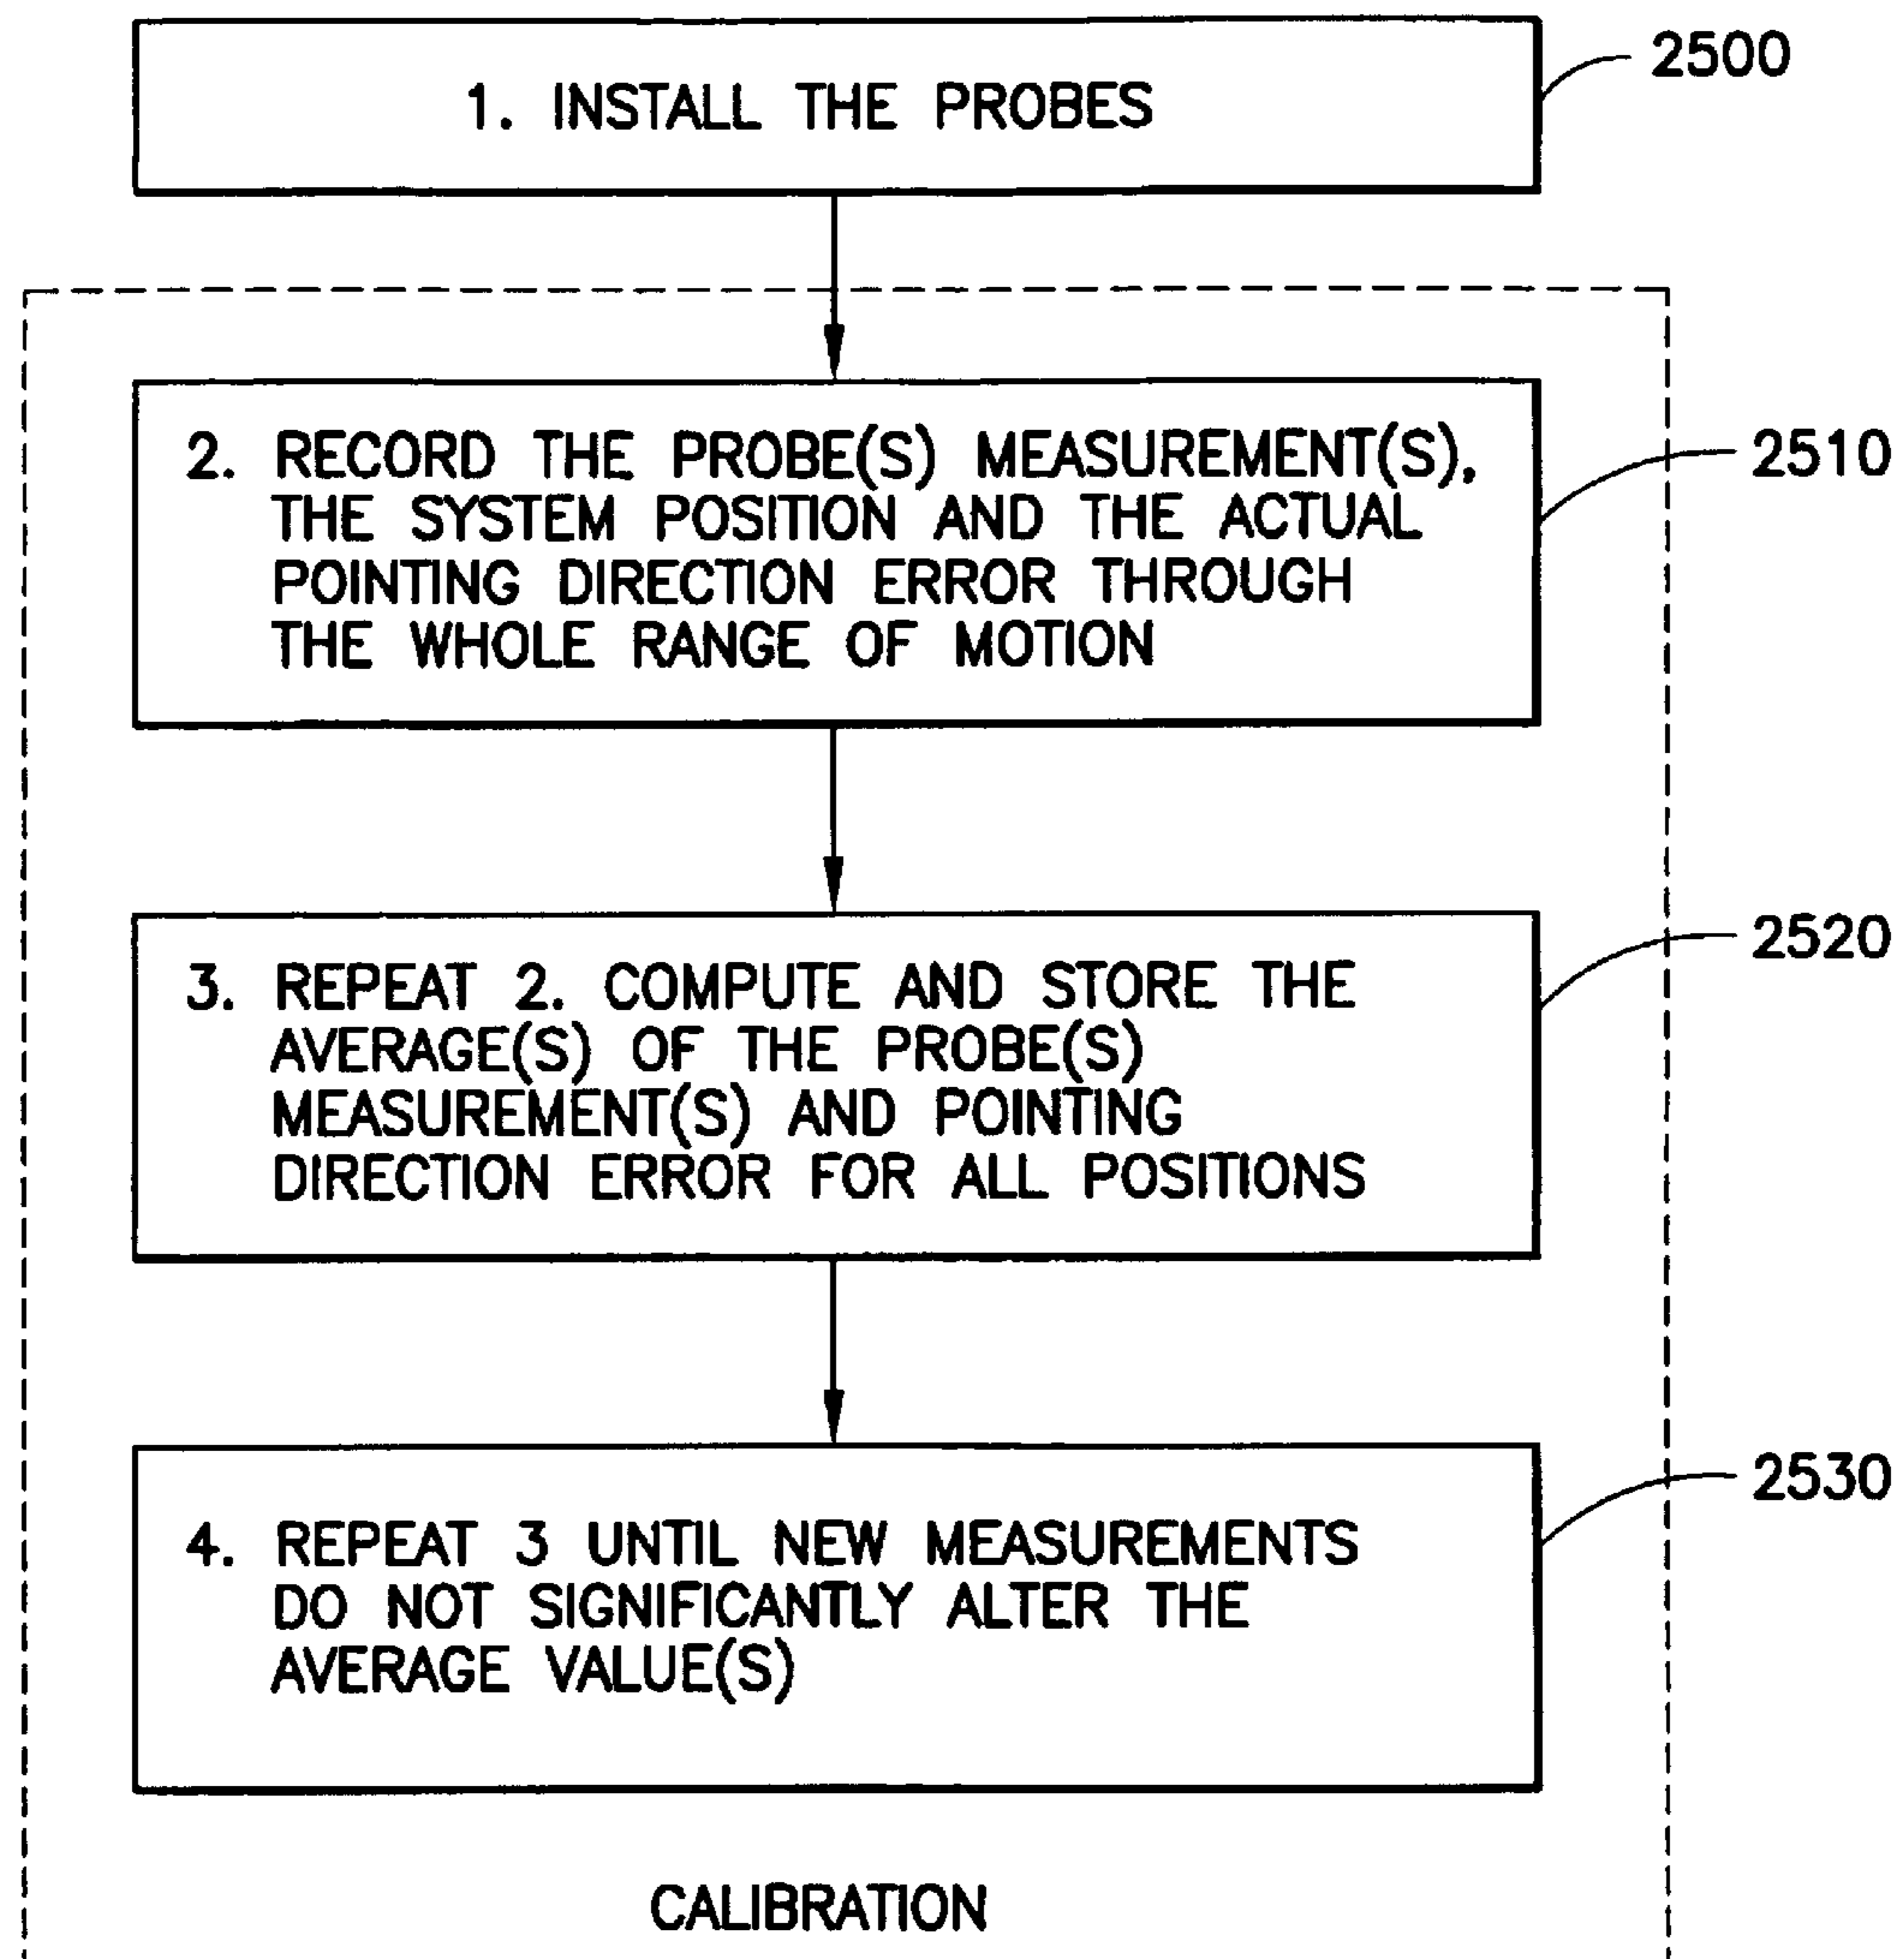 1. INSTALL THE PROBES
2500
2. RECORD THE PROBE(S) MEASUREMENT(S),
THE SYSTEM POSITION AND THE ACTUAL
POINTING DIRECTION ERROR THROUGH
THE WHOLE RANGE OF MOTION
2510
3. REPEAT 2. COMPUTE AND STORE THE
AVERAGE(S) OF THE PROBE(S)
MEASUREMENT(S) AND POINTING
DIRECTION ERROR FOR ALL POSITIONS
2520
4. REPEAT 3 UNTIL NEW MEASUREMENTS
DO NOT SIGNIFICANTLY ALTER THE
AVERAGE VALUE(S)
2530
CALIBRATION